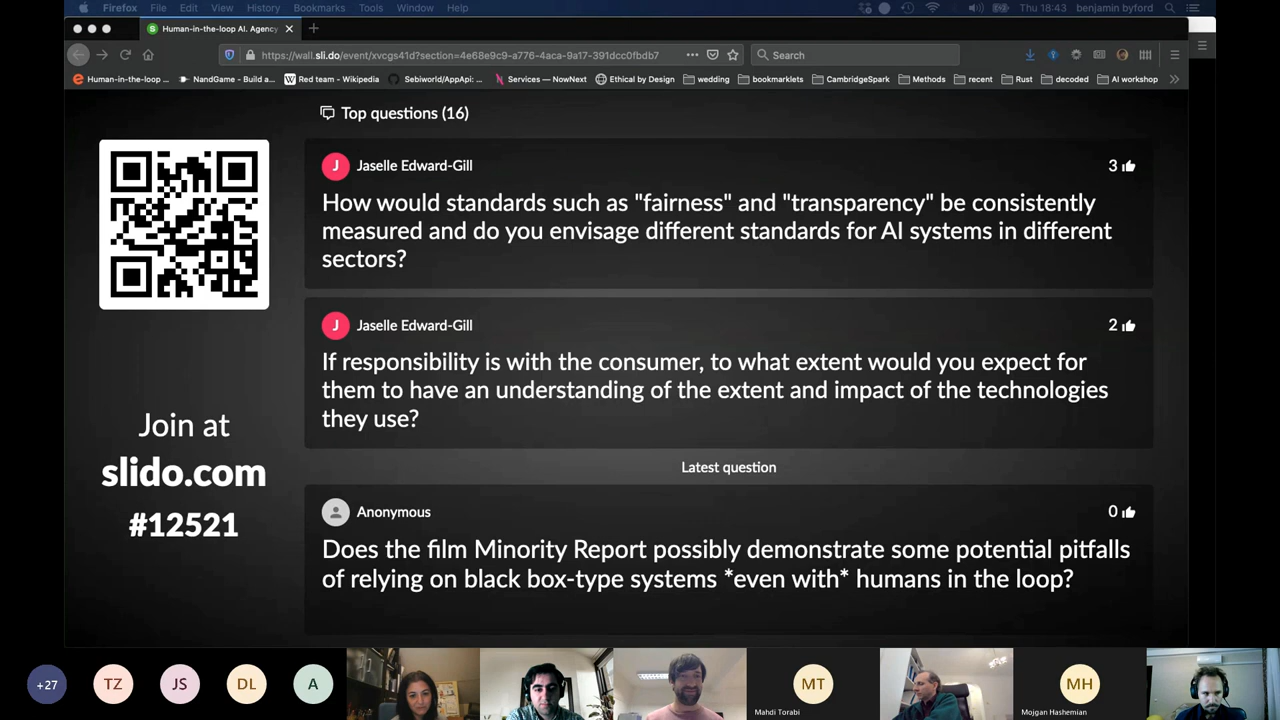 Firefox File Edit View History Bookmarks Tools Window Help
Thu 18:43 benjamin byford
Human-in-the-loop AI. Agency
https://wall.sli.do/event/xvcgs41d?section=4e68e9c9-a776-4aca-9a17-391dcc0fbdb7
Search
Human-in-the-loop ... NandGame - Build a... Red team - Wikipedia Sebiworld/AppApi: ... Services — NowNext Ethical by Design wedding bookmarklets CambridgeSpark Methods recent Rust decoded AI workshop
Top questions (16)
J Jaselle Edward-Gill 3
How would standards such as "fairness" and "transparency" be consistently
measured and do you envisage different standards for AI systems in different
sectors?
J Jaselle Edward-Gill 2
If responsibility is with the consumer, to what extent would you expect for
them to have an understanding of the extent and impact of the technologies
they use?
Join at
slido.com
#12521
Latest question
Anonymous 0
Does the film Minority Report possibly demonstrate some potential pitfalls
of relying on black box-type systems *even with* humans in the loop?
+27 TZ JS DL A MT MH
Mahdi Torabi Mojgan Hashemian